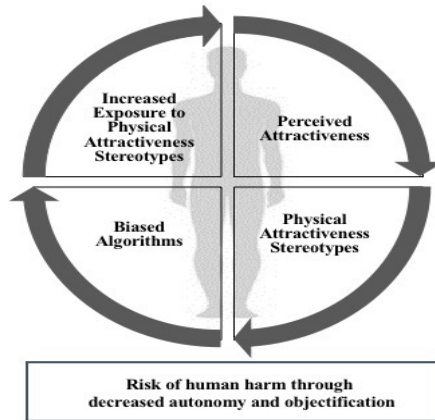 Increased
Exposure to
Physical
Attractiveness
Stereotypes
Perceived
Attractiveness
Biased
Algorithms
Physical
Attractiveness
Stereotypes
Risk of human harm through
decreased autonomy and objectification